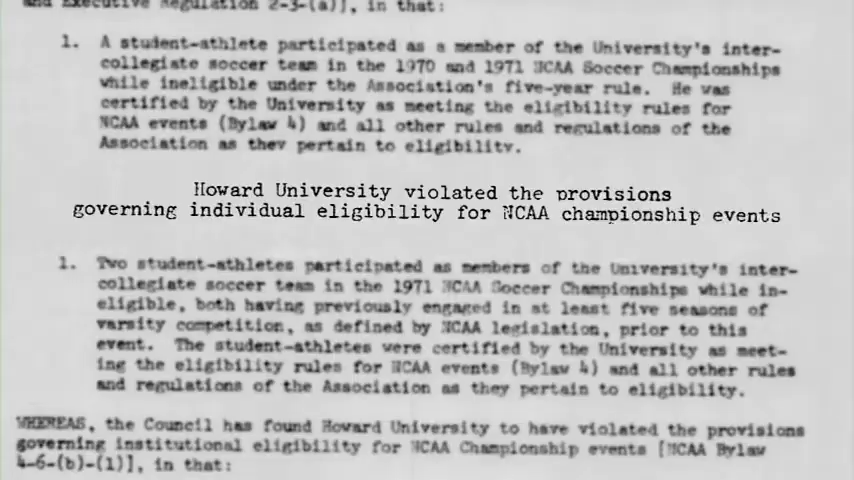 and Executive Regulation 2-3-(a)], in that:
1. A student-athlete participated as a member of the University's inter-
collegiate soccer team in the 1970 and 1971 NCAA Soccer Championships
while ineligible under the Association's five-year rule. He was
certified by the University as meeting the eligibility rules for
NCAA events (Bylaw 4) and all other rules and regulations of the
Association as they pertain to eligibility.
Howard University violated the provisions
governing individual eligibility for NCAA championship events
1. Two student-athletes participated as members of the University's inter-
collegiate soccer team in the 1971 NCAA Soccer Championships while in-
eligible, both having previously engaged in at least five seasons of
varsity competition, as defined by NCAA legislation, prior to this
event. The student-athletes were certified by the University as meet-
ing the eligibility rules for NCAA events (Bylaw 4) and all other rules
and regulations of the Association as they pertain to eligibility.
WHEREAS, the Council has found Howard University to have violated the provisions
governing institutional eligibility for NCAA Championship events [NCAA Bylaw
4-6-(b)-(1)], in that: